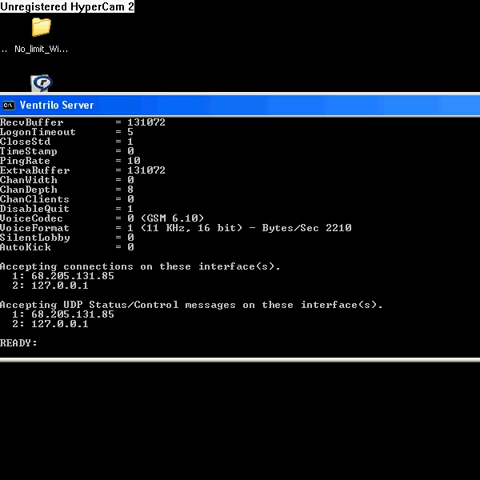 Unregistered HyperCam 2
... No_limit_Wi...
Ventrilo Server
RecvBuffer = 131072
LogonTimeout = 5
CloseStd = 1
TimeStamp = 0
PingRate = 10
ExtraBuffer = 131072
ChanWidth = 0
ChanDepth = 8
ChanClients = 0
DisableQuit = 1
VoiceCodec = 0 (GSM 6.10)
VoiceFormat = 1 (11 KHz, 16 bit) - Bytes/Sec 2210
SilentLobby = 0
AutoKick = 0
Accepting connections on these interface(s).
1: 68.205.131.85
2: 127.0.0.1
Accepting UDP Status/Control messages on these interface(s).
1: 68.205.131.85
2: 127.0.0.1
READY: